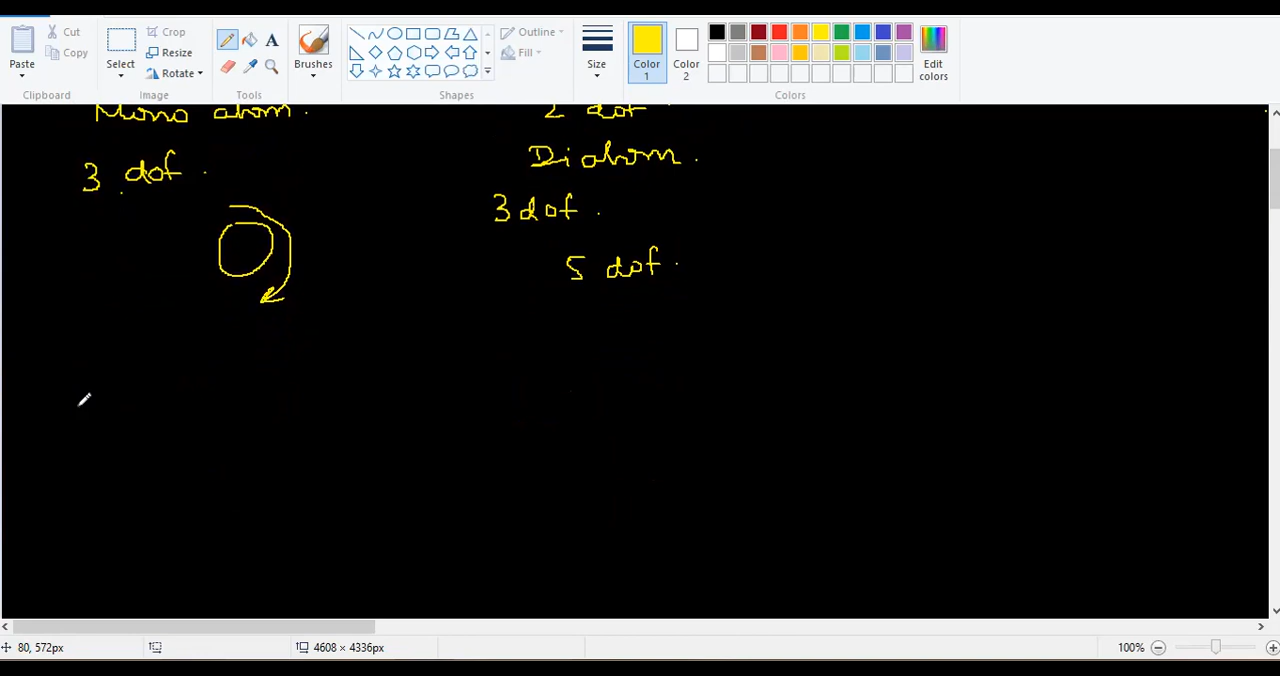 Cut
Copy
Paste
Clipboard
Select
Crop
Resize
Rotate
Image
A
Tools
Brushes
Shapes
Outline
Fill
Size
Color
1
Color
2
Edit
colors
Colors
Mono atom.
3 dof.
2 dof
Diatom.
3 dof.
5 dof.
80, 572px
4608 × 4336px
100%